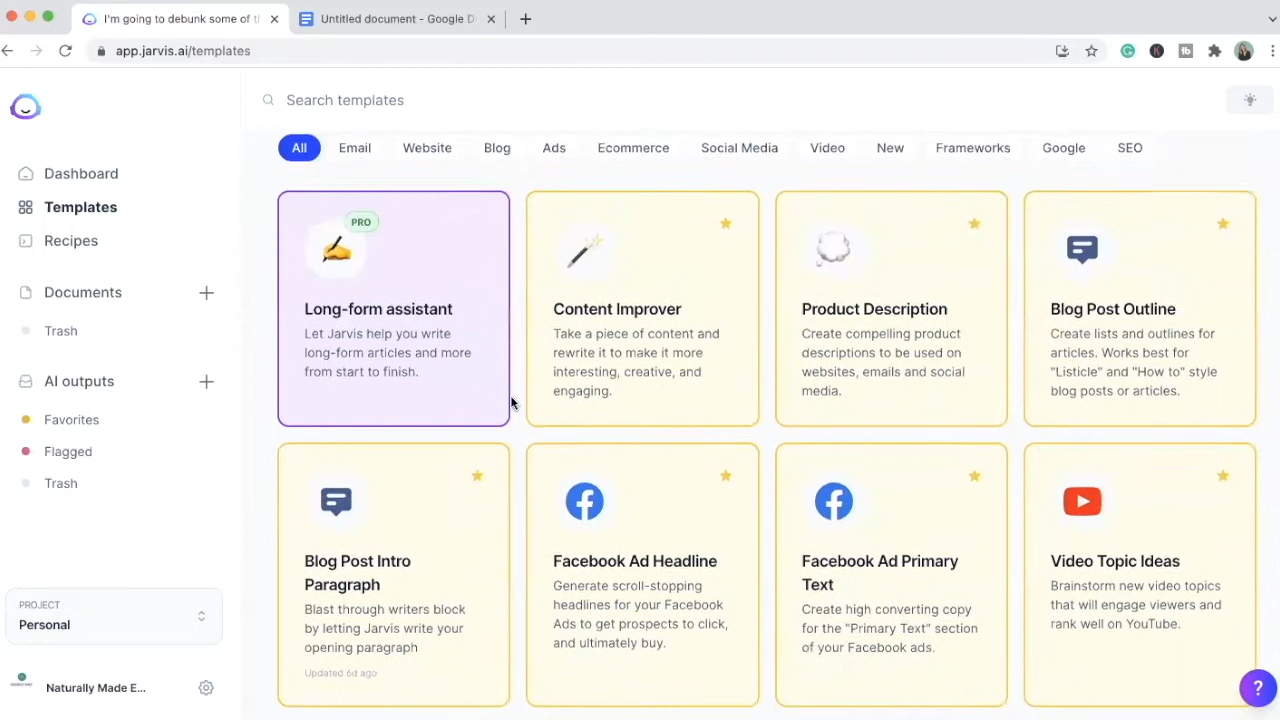 I'm going to debunk some of t
Untitled document - Google D
app.jarvis.ai/templates
Search templates
All Email Website Blog Ads Ecommerce Social Media Video New Frameworks Google SEO
Dashboard
Templates
Recipes
Documents
Trash
AI outputs
Favorites
Flagged
Trash
PROJECT
Personal
Naturally Made E...
PRO
Long-form assistant
Let Jarvis help you write
long-form articles and more
from start to finish.
Content Improver
Take a piece of content and
rewrite it to make it more
interesting, creative, and
engaging.
Product Description
Create compelling product
descriptions to be used on
websites, emails and social
media.
Blog Post Outline
Create lists and outlines for
articles. Works best for
"Listicle" and "How to" style
blog posts or articles.
Blog Post Intro
Paragraph
Blast through writers block
by letting Jarvis write your
opening paragraph
Updated 6d ago
Facebook Ad Headline
Generate scroll-stopping
headlines for your Facebook
Ads to get prospects to click,
and ultimately buy.
Facebook Ad Primary
Text
Create high converting copy
for the "Primary Text" section
of your Facebook ads.
Video Topic Ideas
Brainstorm new video topics
that will engage viewers and
rank well on YouTube.
?